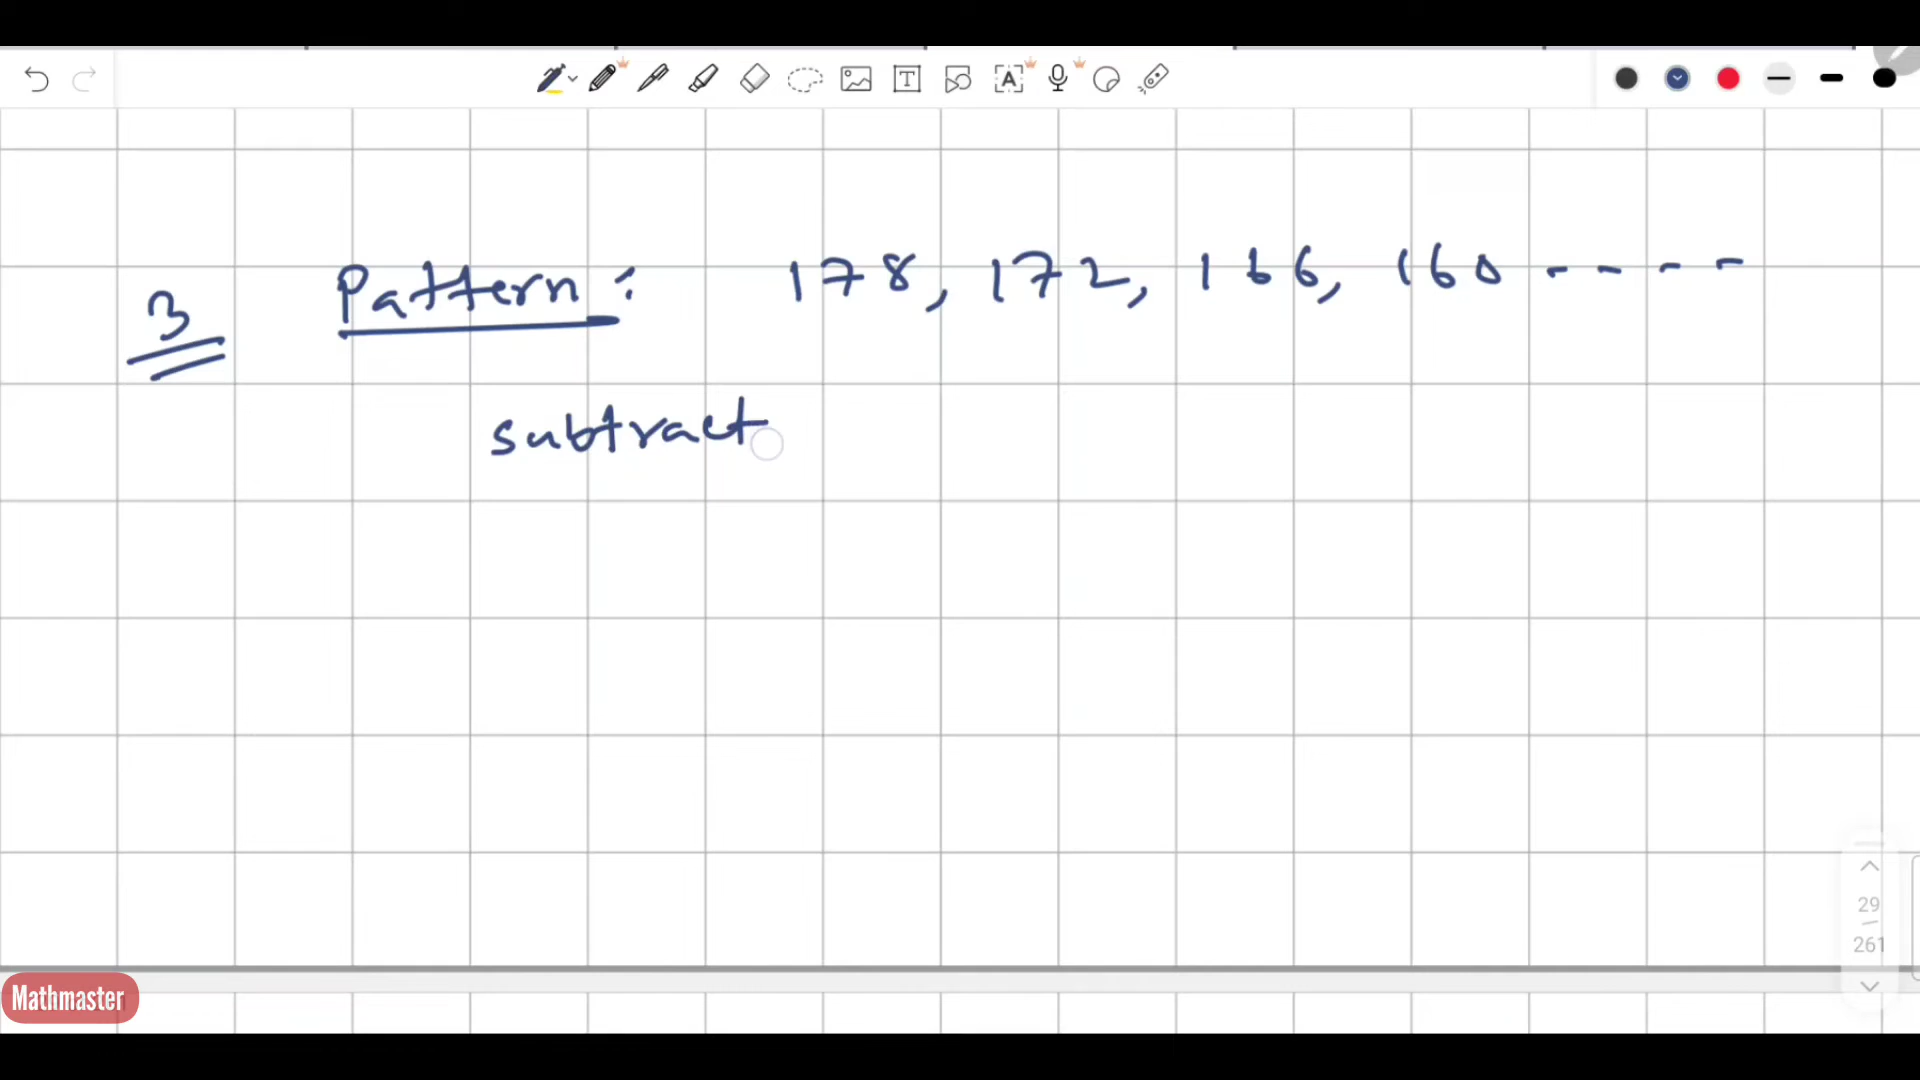 3 Pattern: 178, 172, 166, 160 - - - -
subtract
29
261
Mathmaster